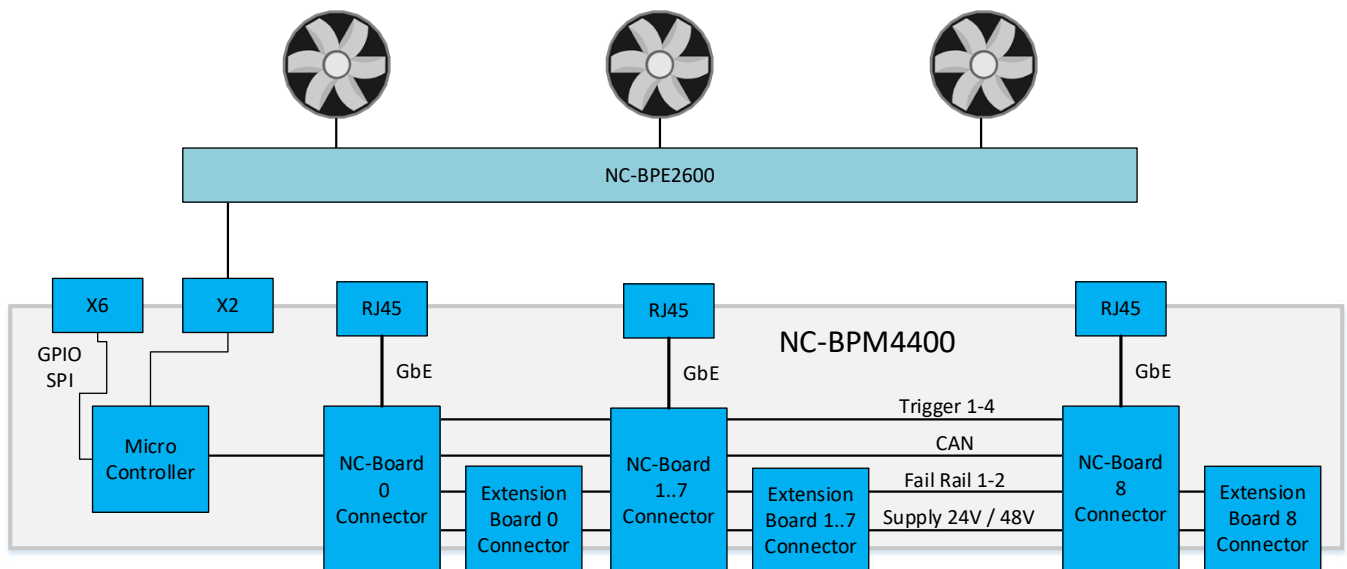 NC-BPE2600
X6
X2
RJ45
RJ45
RJ45
NC-BPM4400
GPIO
SPI
GbE
GbE
GbE
Micro
Controller
NC-Board
0
Connector
Extension
Board 0
Connector
NC-Board
1..7
Connector
Extension
Board 1..7
Connector
Trigger 1-4
CAN
Fail Rail 1-2
Supply 24V / 48V
NC-Board
8
Connector
Extension
Board 8
Connector